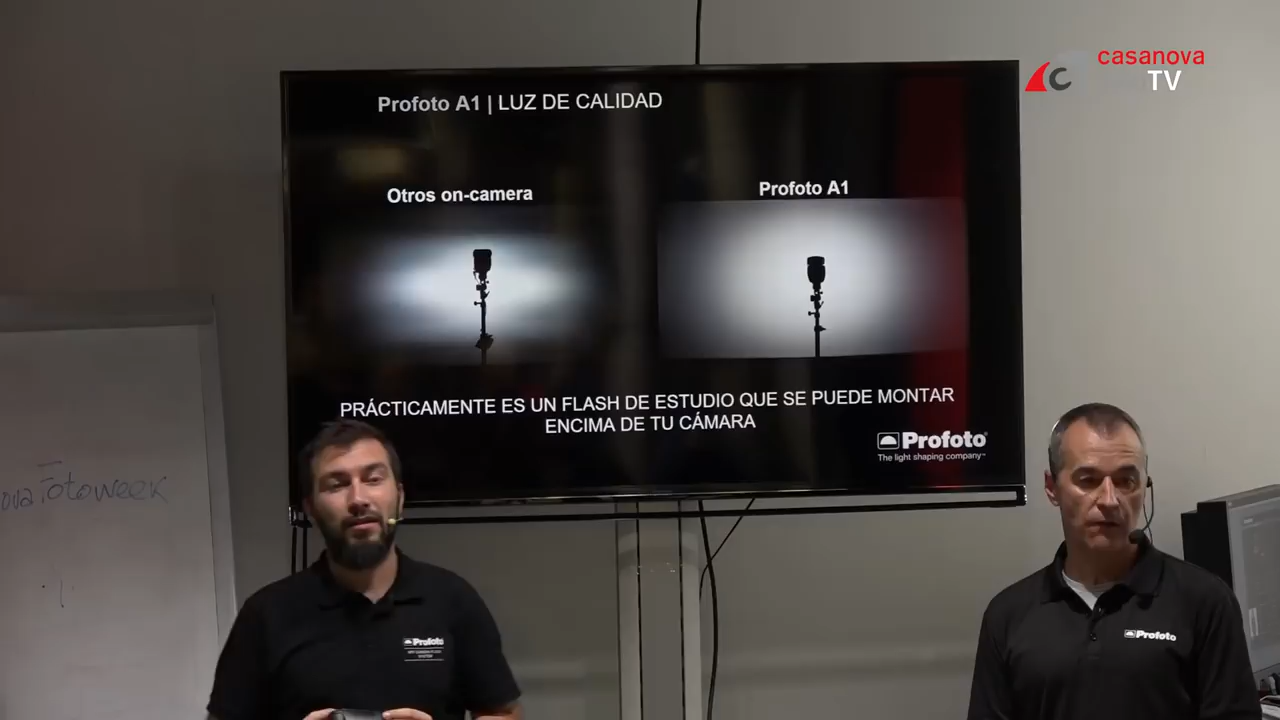 casanova
TV
Profoto A1 | LUZ DE CALIDAD
Otros on-camera
Profoto A1
PRÁCTICAMENTE ES UN FLASH DE ESTUDIO QUE SE PUEDE MONTAR
ENCIMA DE TU CÁMARA
Profoto
The light shaping company™
Fotoweek
Profoto
Profoto